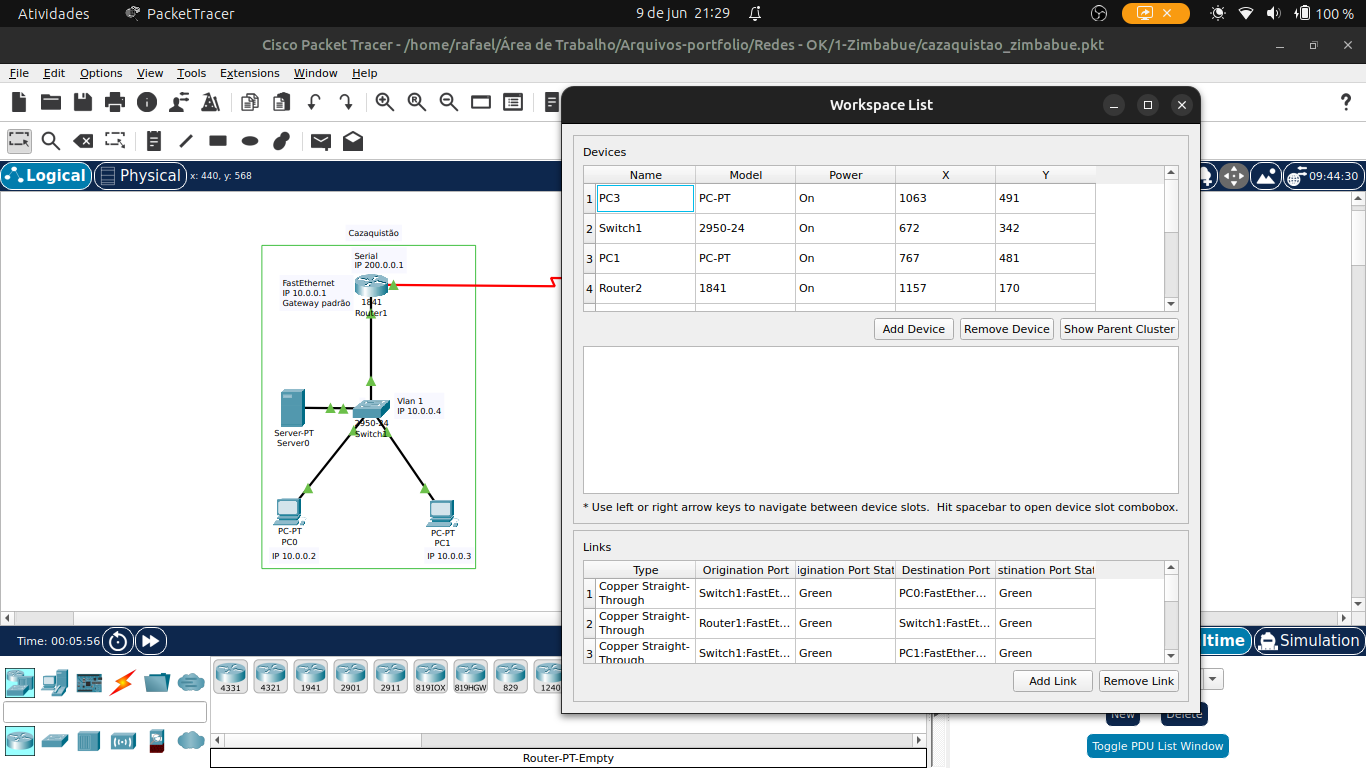 Atividades PacketTracer 9 de jun 21:29 100 %
Cisco Packet Tracer - /home/rafael/Área de Trabalho/Arquivos-portfolio/Redes - OK/1-Zimbabue/cazaquistao_zimbabue.pkt
File Edit Options View Tools Extensions Window Help
?
Logical Physical x: 440, y: 568 09:44:30
Cazaquistão
Serial
IP 200.0.0.1
FastEthernet
IP 10.0.0.1
Gateway padrão
1841
Router1
Vlan 1
IP 10.0.0.4
2950-24
Switch1
Server-PT
Server0
PC-PT
PC0
IP 10.0.0.2
PC-PT
PC1
IP 10.0.0.3
Workspace List
Devices
Name Model Power X Y
1 PC3 PC-PT On 1063 491
2 Switch1 2950-24 On 672 342
3 PC1 PC-PT On 767 481
4 Router2 1841 On 1157 170
Add Device Remove Device Show Parent Cluster
* Use left or right arrow keys to navigate between device slots. Hit spacebar to open device slot combobox.
Links
Type Origination Port igination Port Stat Destination Port stination Port Stat
1 Copper Straight-Through Switch1:FastEt... Green PC0:FastEther... Green
2 Copper Straight-Through Router1:FastEt... Green Switch1:FastEt... Green
3 Copper Straight-Through Switch1:FastEt... Green PC1:FastEther... Green
Add Link Remove Link
Time: 00:05:56 ltime Simulation
4331 4321 1941 2901 2911 819IOX 819HGW 829 1240
New Delete
Toggle PDU List Window
Router-PT-Empty